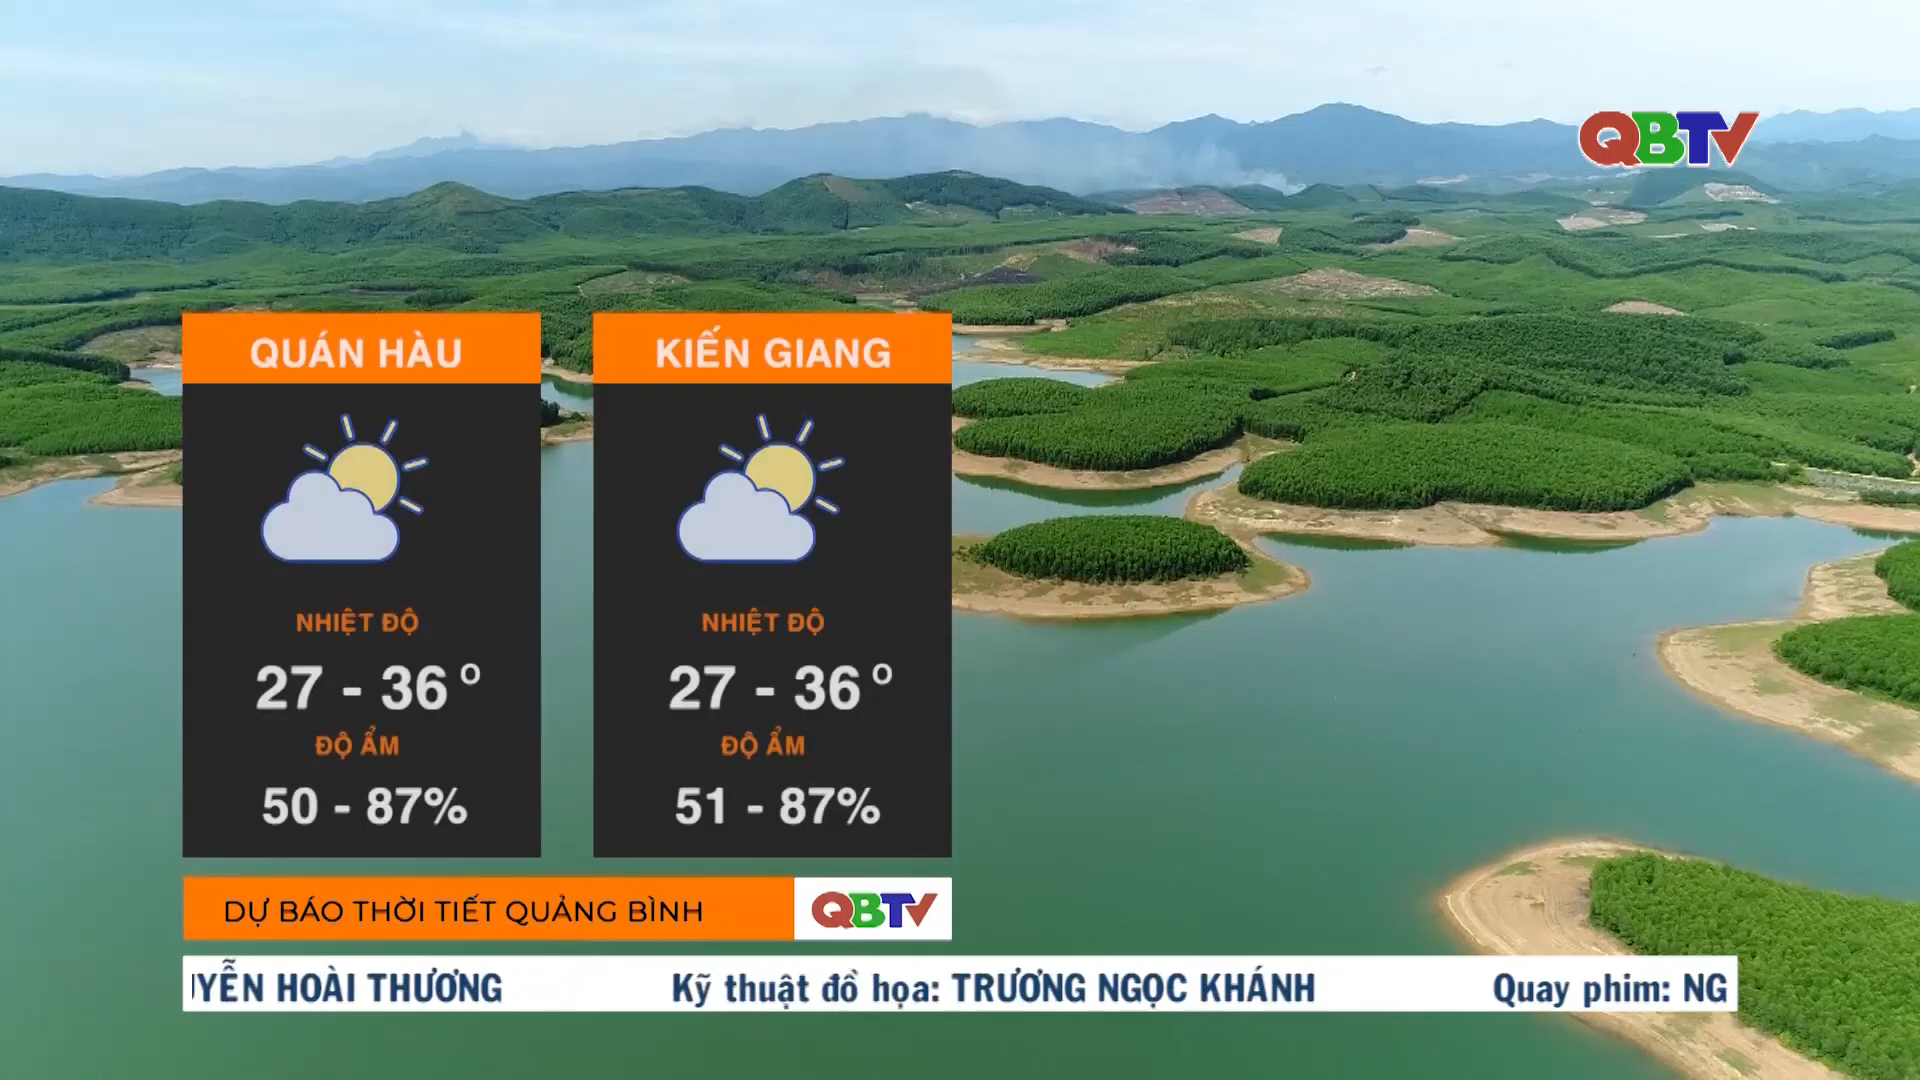 QBTV
QUÁN HÀU
NHIỆT ĐỘ
27 - 36°
ĐỘ ẨM
50 - 87%
KIẾN GIANG
NHIỆT ĐỘ
27 - 36°
ĐỘ ẨM
51 - 87%
DỰ BÁO THỜI TIẾT QUẢNG BÌNH
QBTV
YỄN HOÀI THƯƠNG Kỹ thuật đồ họa: TRƯƠNG NGỌC KHÁNH Quay phim: NG